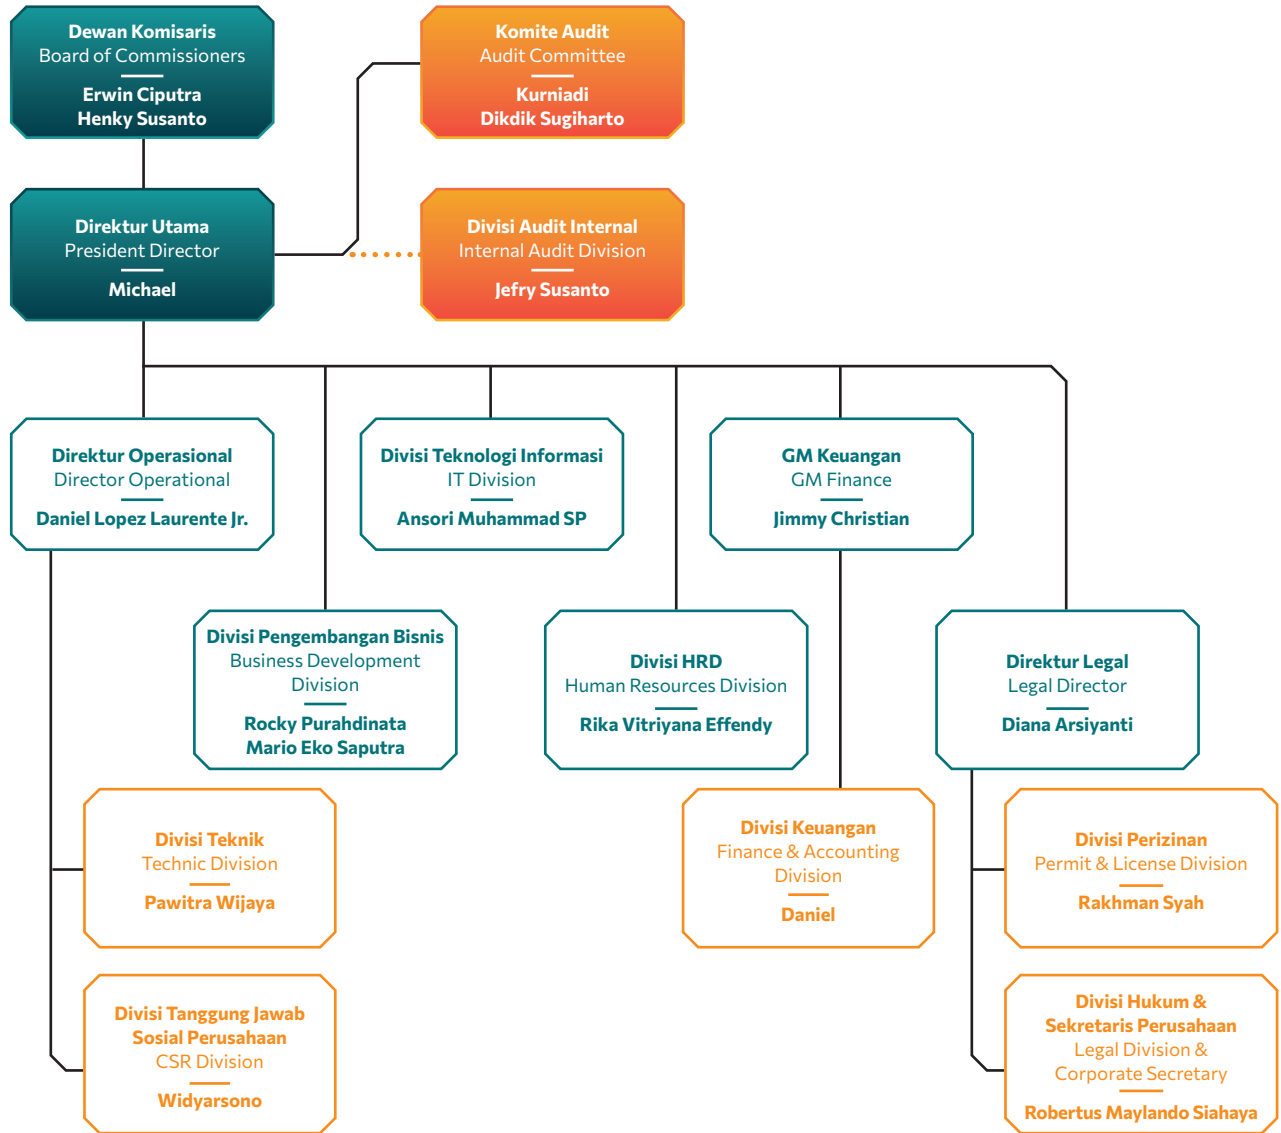 Dewan Komisaris
Board of Commissioners
Erwin Ciputra
Henky Susanto
Komite Audit
Audit Committee
Kurniadi
Dikdik Sugiharto
Direktur Utama
President Director
Michael
Divisi Audit Internal
Internal Audit Division
Jefry Susanto
Direktur Operasional
Director Operational
Daniel Lopez Laurente Jr.
Divisi Teknologi Informasi
IT Division
Ansori Muhammad SP
GM Keuangan
GM Finance
Jimmy Christian
Divisi Pengembangan Bisnis
Business Development
Division
Rocky Purahdinata
Mario Eko Saputra
Divisi HRD
Human Resources Division
Rika Vitriyana Effendy
Direktur Legal
Legal Director
Diana Arsiyanti
Divisi Teknik
Technic Division
Pawitra Wijaya
Divisi Keuangan
Finance & Accounting
Division
Daniel
Divisi Perizinan
Permit & License Division
Rakhman Syah
Divisi Tanggung Jawab
Sosial Perusahaan
CSR Division
Widyarsono
Divisi Hukum &
Sekretaris Perusahaan
Legal Division &
Corporate Secretary
Robertus Maylando Siahaya